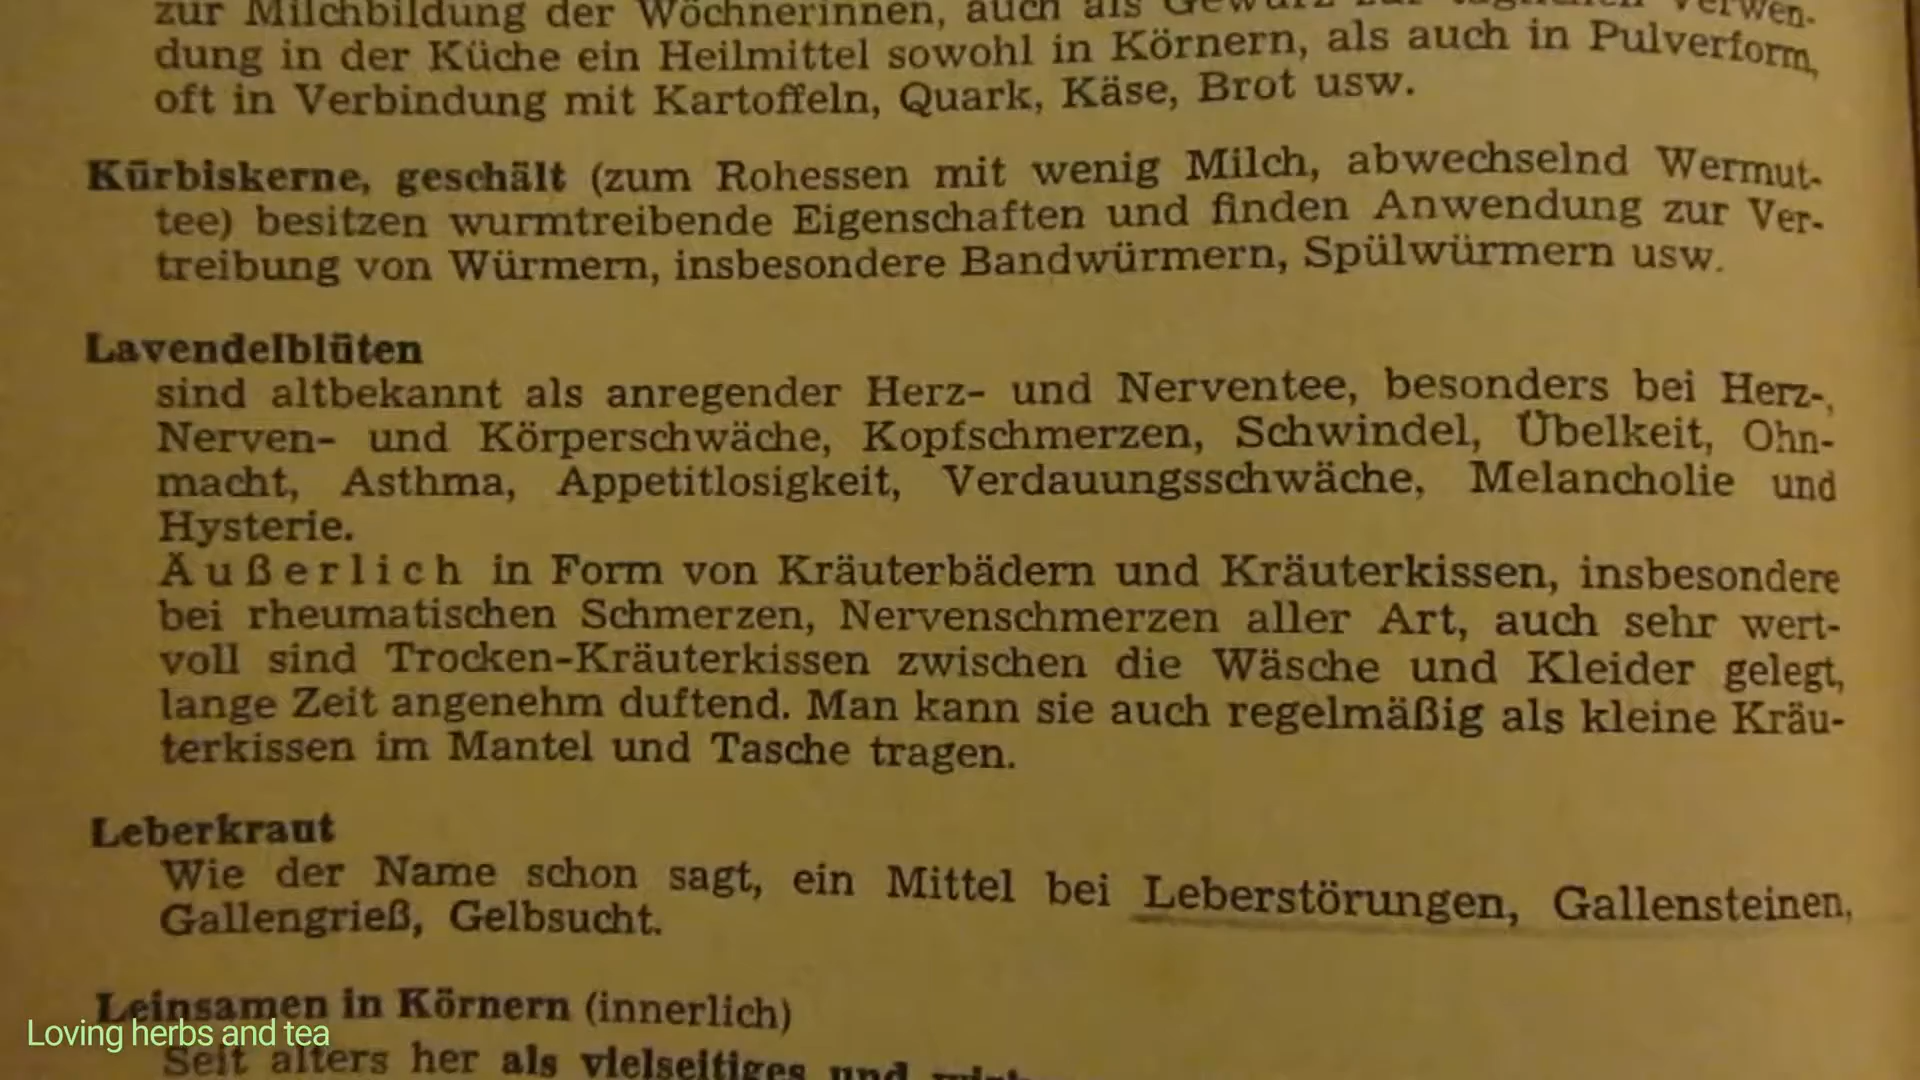 zur Milchbildung der Wöchnerinnen, auch als Gewürz zur täglichen Verwen-
dung in der Küche ein Heilmittel sowohl in Körnern, als auch in Pulverform,
oft in Verbindung mit Kartoffeln, Quark, Käse, Brot usw.
Kürbiskerne, geschält (zum Rohessen mit wenig Milch, abwechselnd Wermut-
tee) besitzen wurmtreibende Eigenschaften und finden Anwendung zur Ver-
treibung von Würmern, insbesondere Bandwürmern, Spülwürmern usw.
Lavendelblüten
sind altbekannt als anregender Herz- und Nerventee, besonders bei Herz-,
Nerven- und Körperschwäche, Kopfschmerzen, Schwindel, Übelkeit, Ohn-
macht, Asthma, Appetitlosigkeit, Verdauungsschwäche, Melancholie und
Hysterie.
Äußerlich in Form von Kräuterbädern und Kräuterkissen, insbesondere
bei rheumatischen Schmerzen, Nervenschmerzen aller Art, auch sehr wert-
voll sind Trocken-Kräuterkissen zwischen die Wäsche und Kleider gelegt,
lange Zeit angenehm duftend. Man kann sie auch regelmäßig als kleine Kräu-
terkissen im Mantel und Tasche tragen.
Leberkraut
Wie der Name schon sagt, ein Mittel bei Leberstörungen, Gallensteinen,
Gallengrieß, Gelbsucht.
Leinsamen in Körnern (innerlich)
Loving herbs and tea
Seit alters her als vielseitiges und